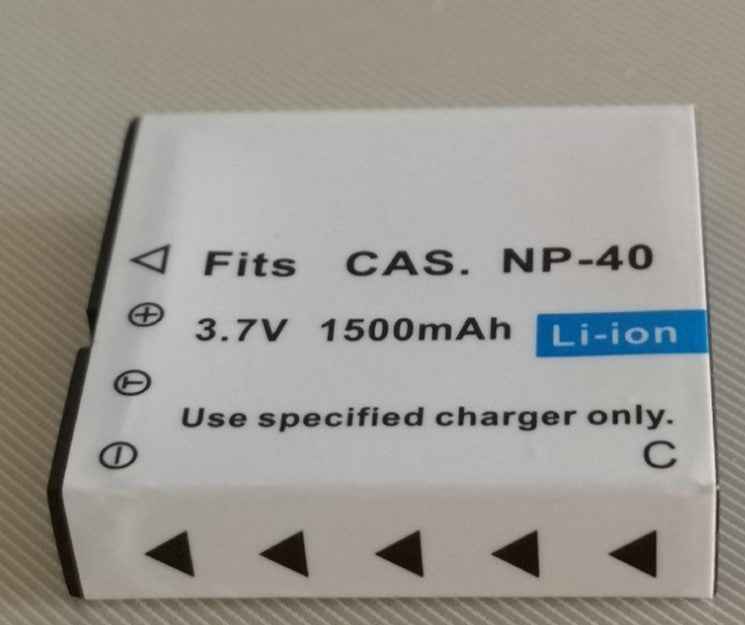 Fits CAS. NP-40
3.7V 1500mAh Li-ion
Use specified charger only.
C